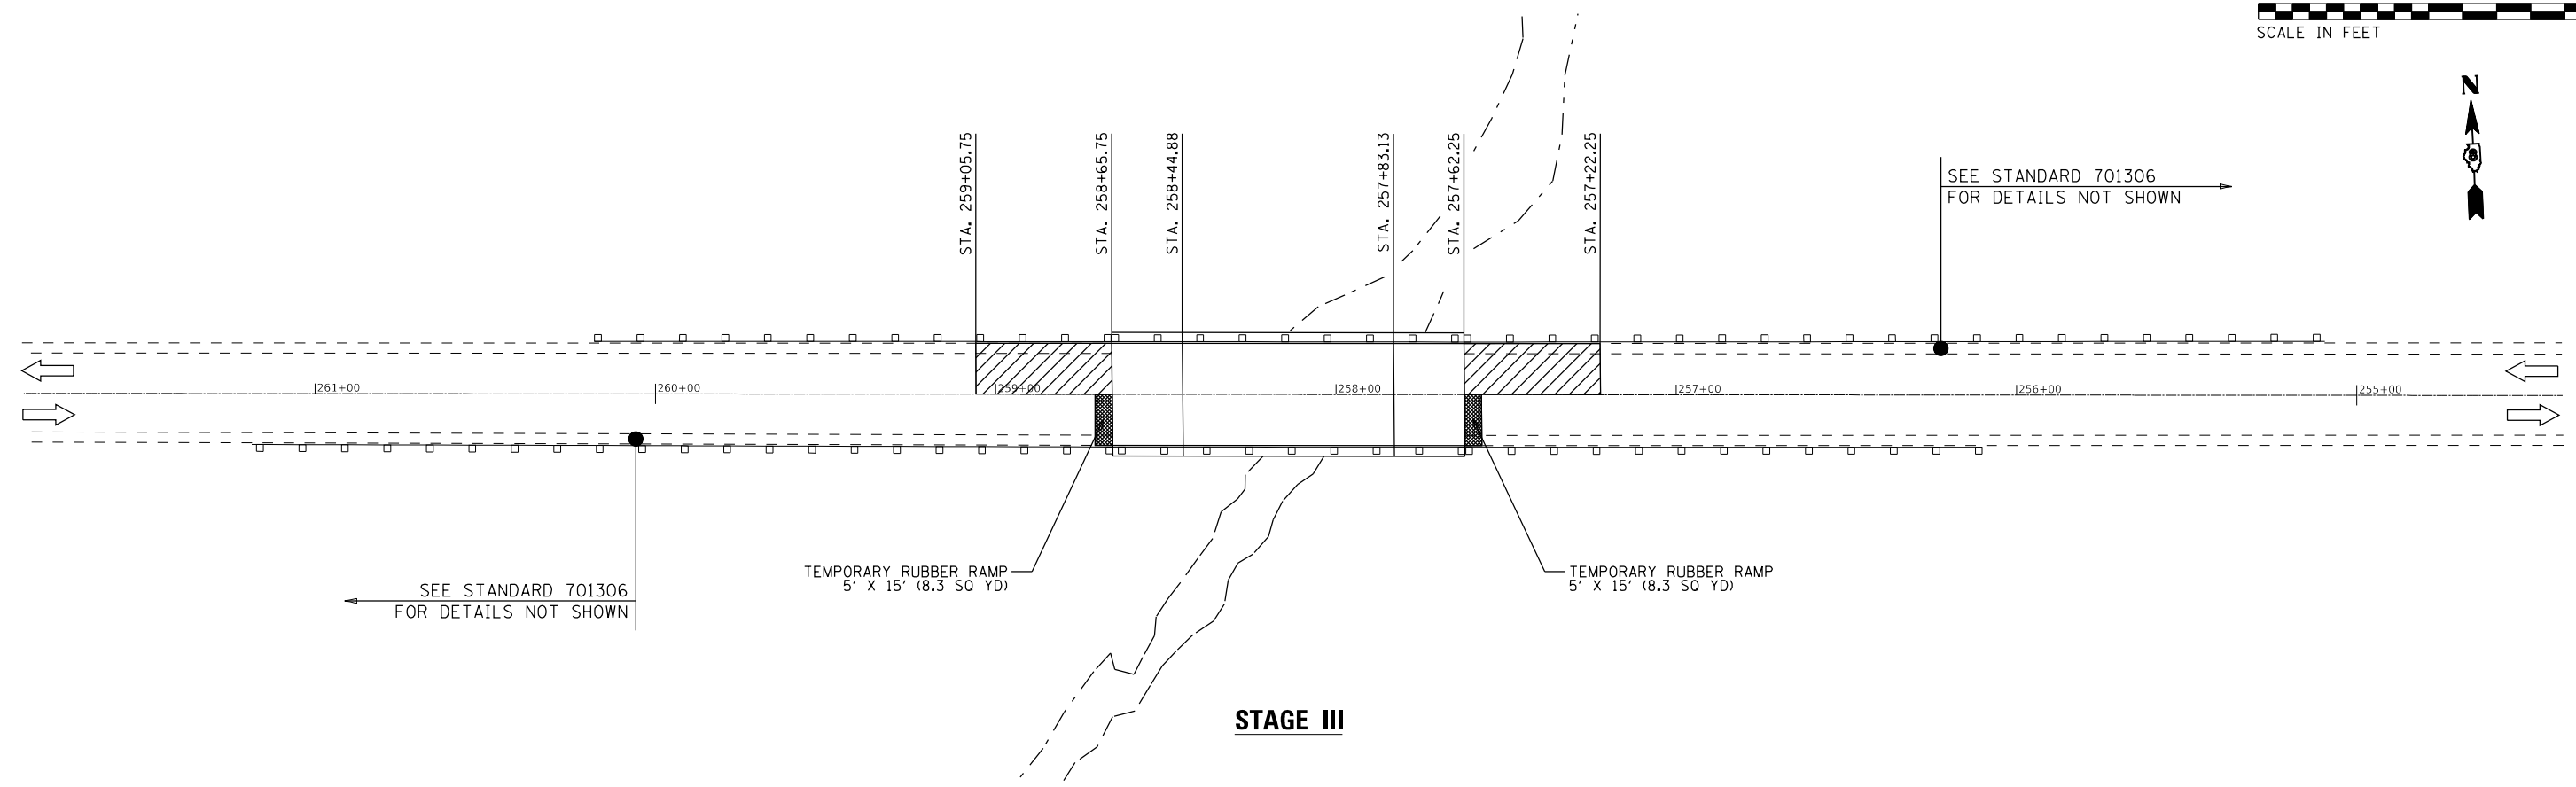 SCALE IN FEET
N
8
STA. 259+05.75
STA. 258+65.75
STA. 258+44.88
STA. 257+83.13
STA. 257+62.25
STA. 257+22.25
SEE STANDARD 701306
FOR DETAILS NOT SHOWN
261+00
260+00
259+00
258+00
257+00
256+00
255+00
TEMPORARY RUBBER RAMP
5' X 15' (8.3 SQ YD)
TEMPORARY RUBBER RAMP
5' X 15' (8.3 SQ YD)
SEE STANDARD 701306
FOR DETAILS NOT SHOWN
STAGE III